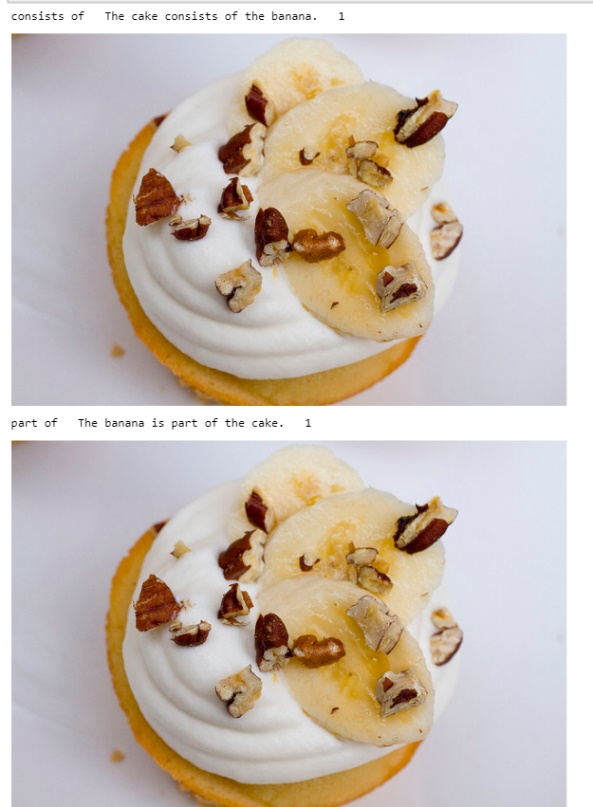 consists of   The cake consists of the banana.   1
part of   The banana is part of the cake.   1